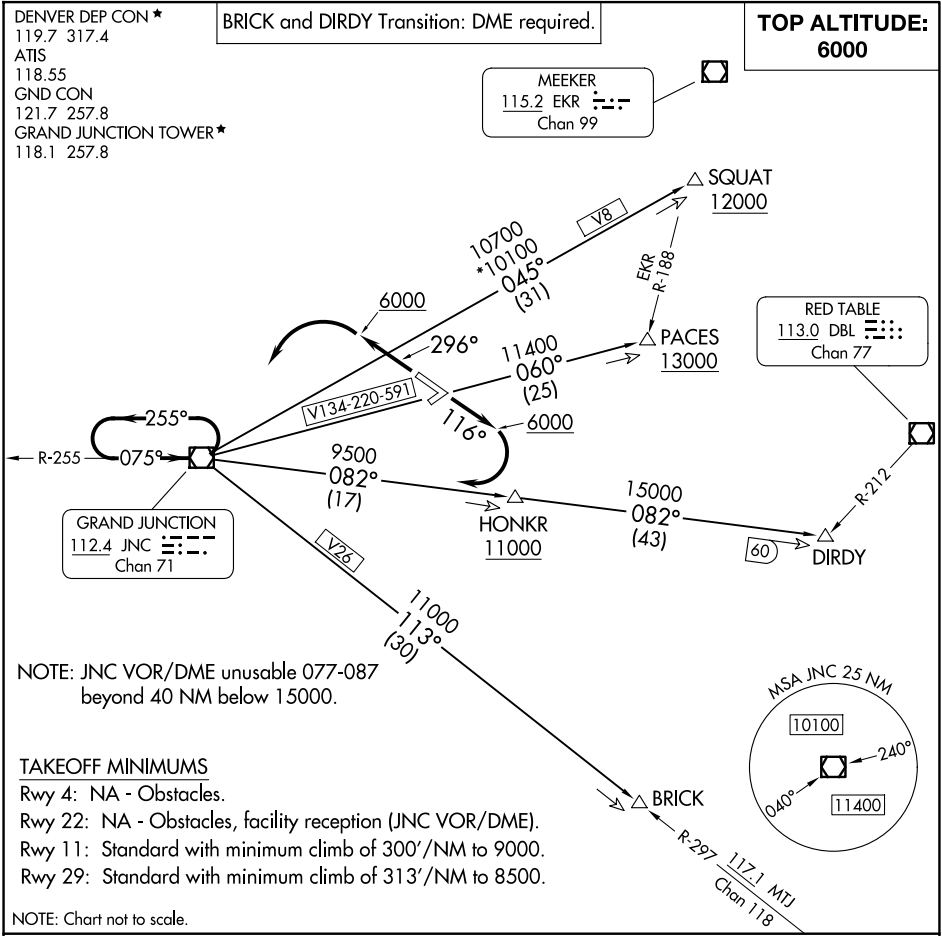 DENVER DEP CON★
119.7 317.4
ATIS
118.55
GND CON
121.7 257.8
GRAND JUNCTION TOWER★
118.1 257.8
BRICK and DIRDY Transition: DME required.
TOP ALTITUDE:
6000
MEEKER
115.2 EKR
Chan 99
SQUAT
12000
V8
10700
*10100
045°
(31)
EKR
R-188
6000
296°
RED TABLE
113.0 DBL
Chan 77
PACES
13000
11400
060°
(25)
V134-220-591
116°
6000
255°
R-255
075°
9500
082°
(17)
R-212
GRAND JUNCTION
112.4 JNC
Chan 71
HONKR
11000
15000
082°
(43)
60
DIRDY
V26
11000
113°
(30)
NOTE: JNC VOR/DME unusable 077-087
beyond 40 NM below 15000.
MSA JNC 25 NM
10100
240°
040°
11400
TAKEOFF MINIMUMS
Rwy 4: NA - Obstacles.
Rwy 22: NA - Obstacles, facility reception (JNC VOR/DME).
Rwy 11: Standard with minimum climb of 300'/NM to 9000.
Rwy 29: Standard with minimum climb of 313'/NM to 8500.
BRICK
R-297
117.1 MTJ
Chan 118
NOTE: Chart not to scale.